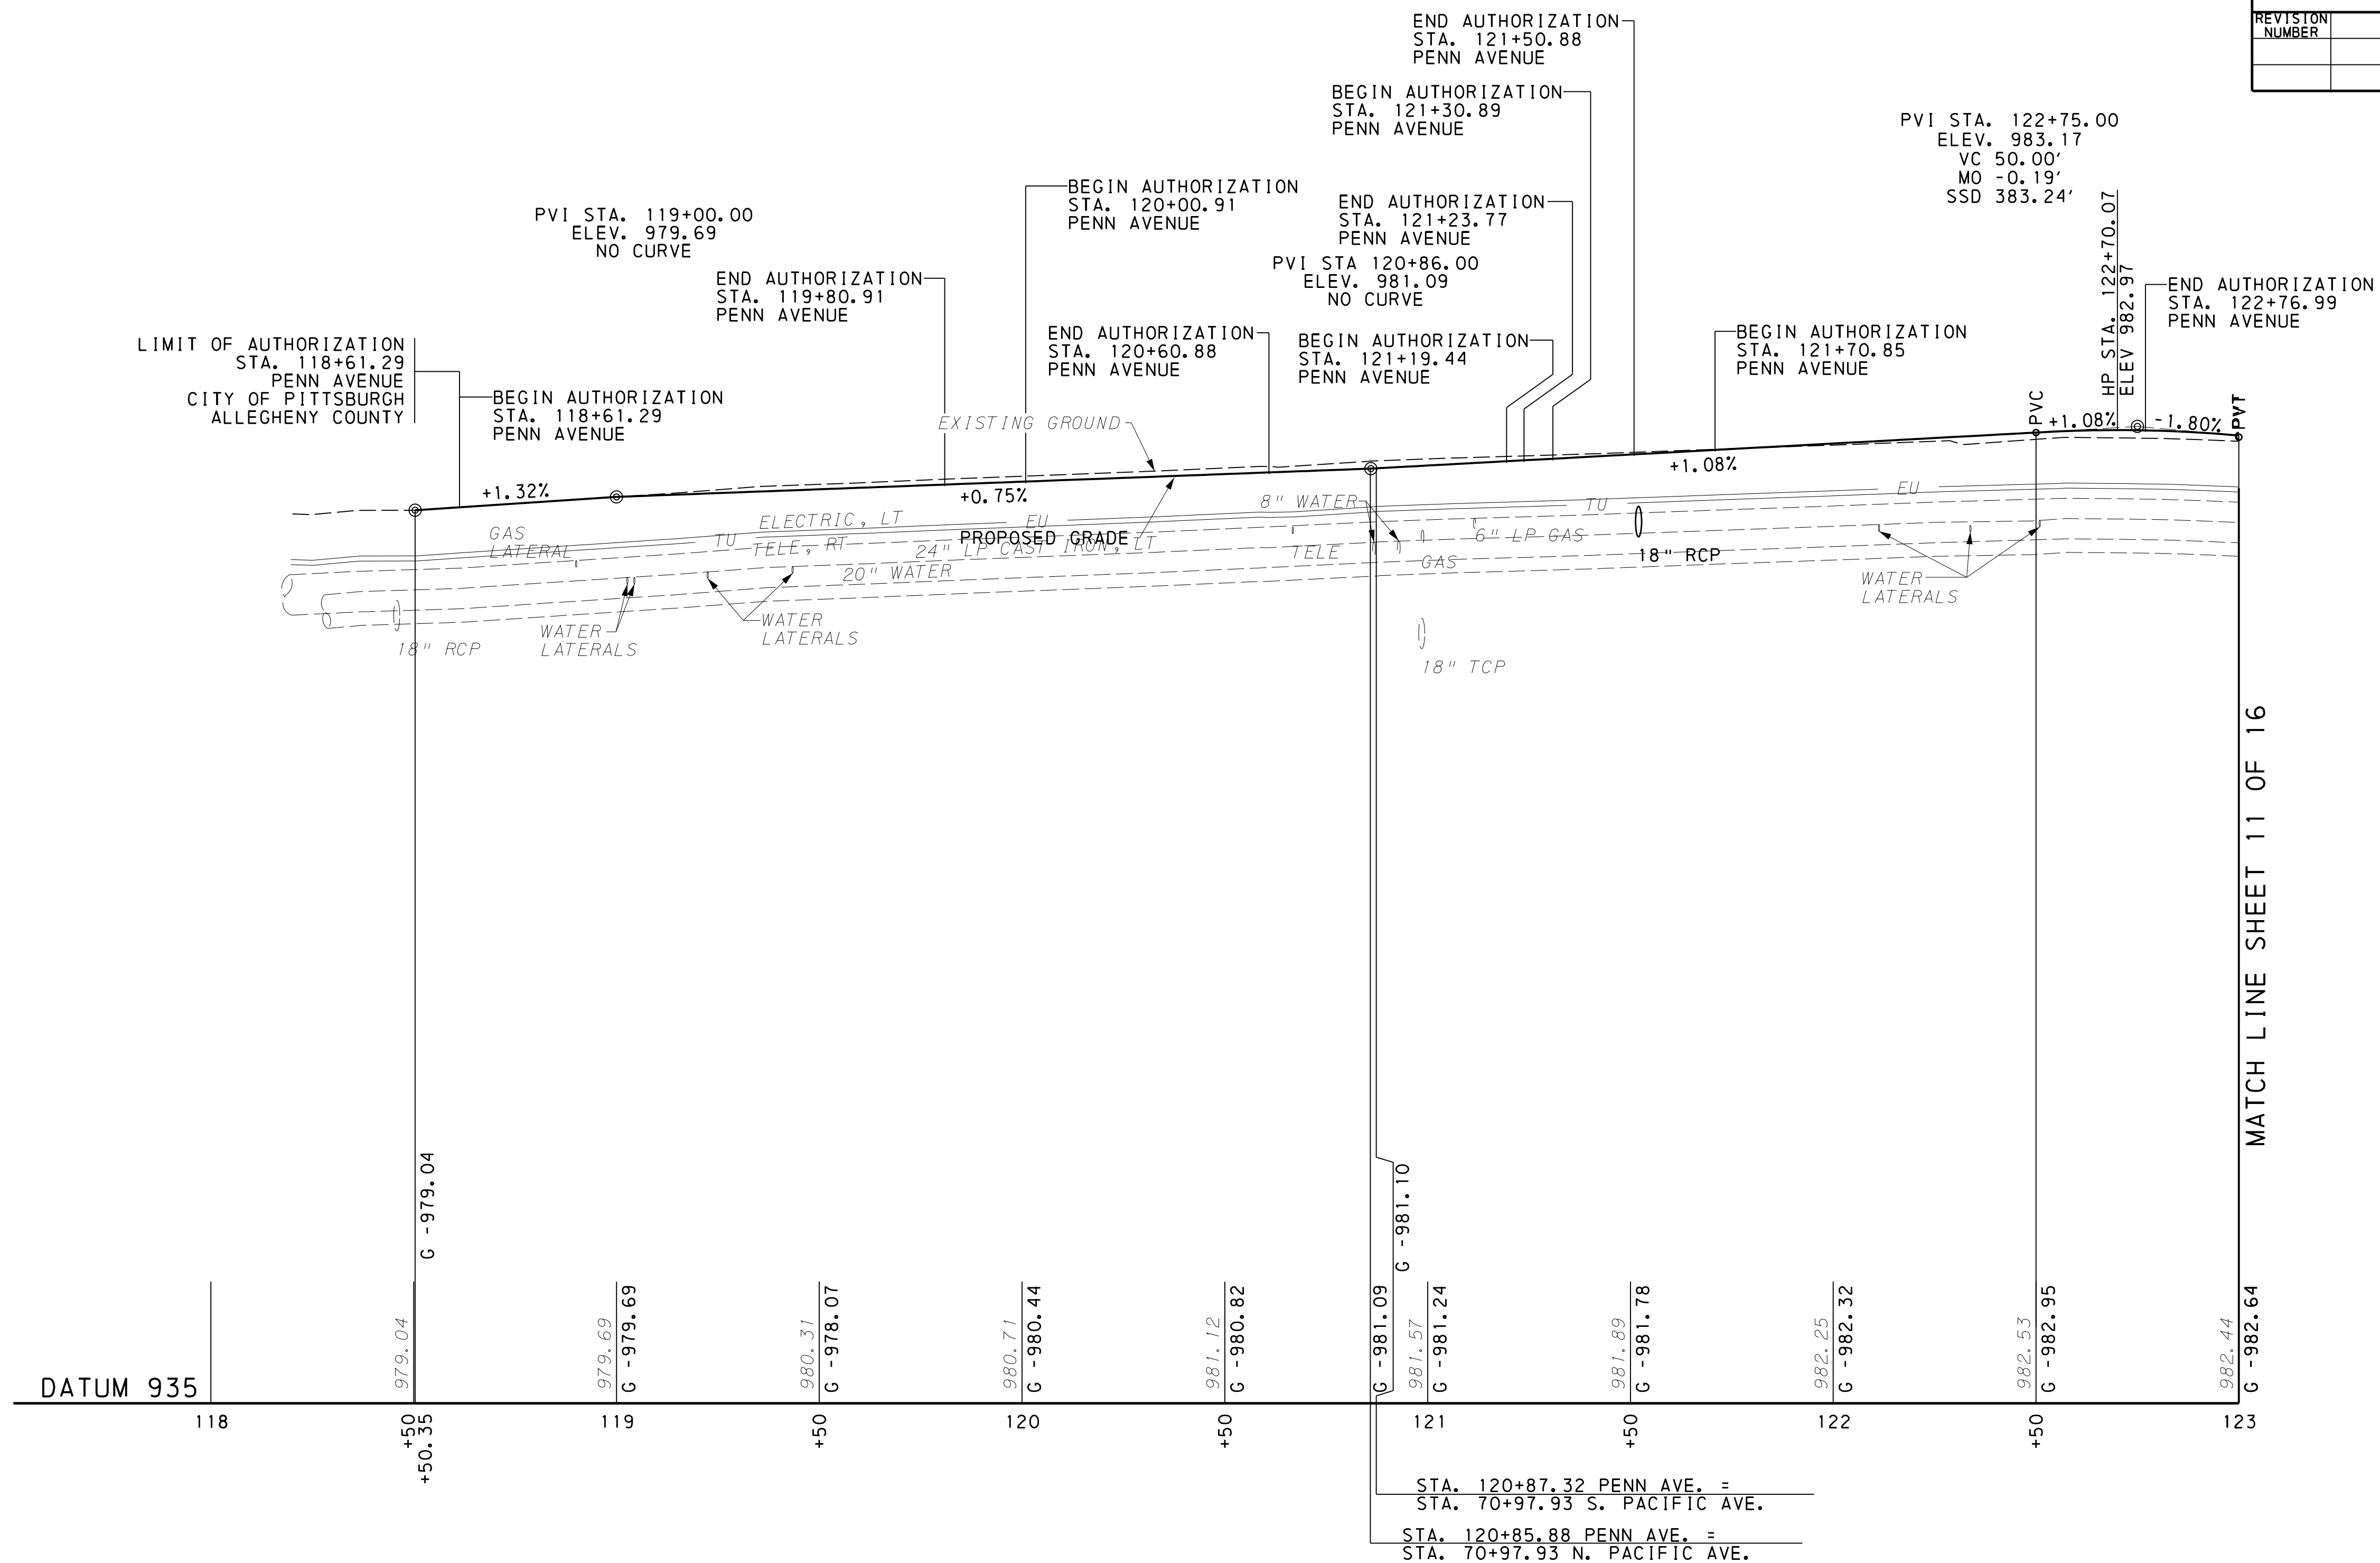 REVISION
NUMBER
END AUTHORIZATION
STA. 121+50.88
PENN AVENUE
BEGIN AUTHORIZATION
STA. 121+30.89
PENN AVENUE
PVI STA. 122+75.00
ELEV. 983.17
VC 50.00'
MO -0.19'
SSD 383.24'
HP STA. 122+70.07
ELEV 982.97
BEGIN AUTHORIZATION
STA. 120+00.91
PENN AVENUE
END AUTHORIZATION
STA. 121+23.77
PENN AVENUE
PVI STA. 119+00.00
ELEV. 979.69
NO CURVE
PVI STA 120+86.00
ELEV. 981.09
NO CURVE
END AUTHORIZATION
STA. 119+80.91
PENN AVENUE
END AUTHORIZATION
STA. 122+76.99
PENN AVENUE
END AUTHORIZATION
STA. 120+60.88
PENN AVENUE
BEGIN AUTHORIZATION
STA. 121+19.44
PENN AVENUE
BEGIN AUTHORIZATION
STA. 121+70.85
PENN AVENUE
LIMIT OF AUTHORIZATION
STA. 118+61.29
PENN AVENUE
CITY OF PITTSBURGH
ALLEGHENY COUNTY
BEGIN AUTHORIZATION
STA. 118+61.29
PENN AVENUE
EXISTING GROUND
PVC
+1.08%
-1.80%
PVT
+1.32%
+0.75%
+1.08%
8" WATER
TU
EU
ELECTRIC, LT
EU
GAS
LATERAL
TU
TELE, RT
PROPOSED GRADE
24" LP CAST IRON, LT
TELE
6" LP GAS
GAS
18" RCP
20" WATER
WATER
LATERALS
18" RCP
WATER
LATERALS
WATER
LATERALS
18" TCP
MATCH LINE SHEET 11 OF 16
G -979.04
G -981.10
DATUM 935
979.04
979.69
G -979.69
980.31
G -978.07
980.71
G -980.44
981.12
G -980.82
G -981.09
981.57
G -981.24
981.89
G -981.78
982.25
G -982.32
982.53
G -982.95
982.44
G -982.64
118
+50
+50.35
119
+50
120
+50
121
+50
122
+50
123
STA. 120+87.32 PENN AVE. =
STA. 70+97.93 S. PACIFIC AVE.
STA. 120+85.88 PENN AVE. =
STA. 70+97.93 N. PACIFIC AVE.